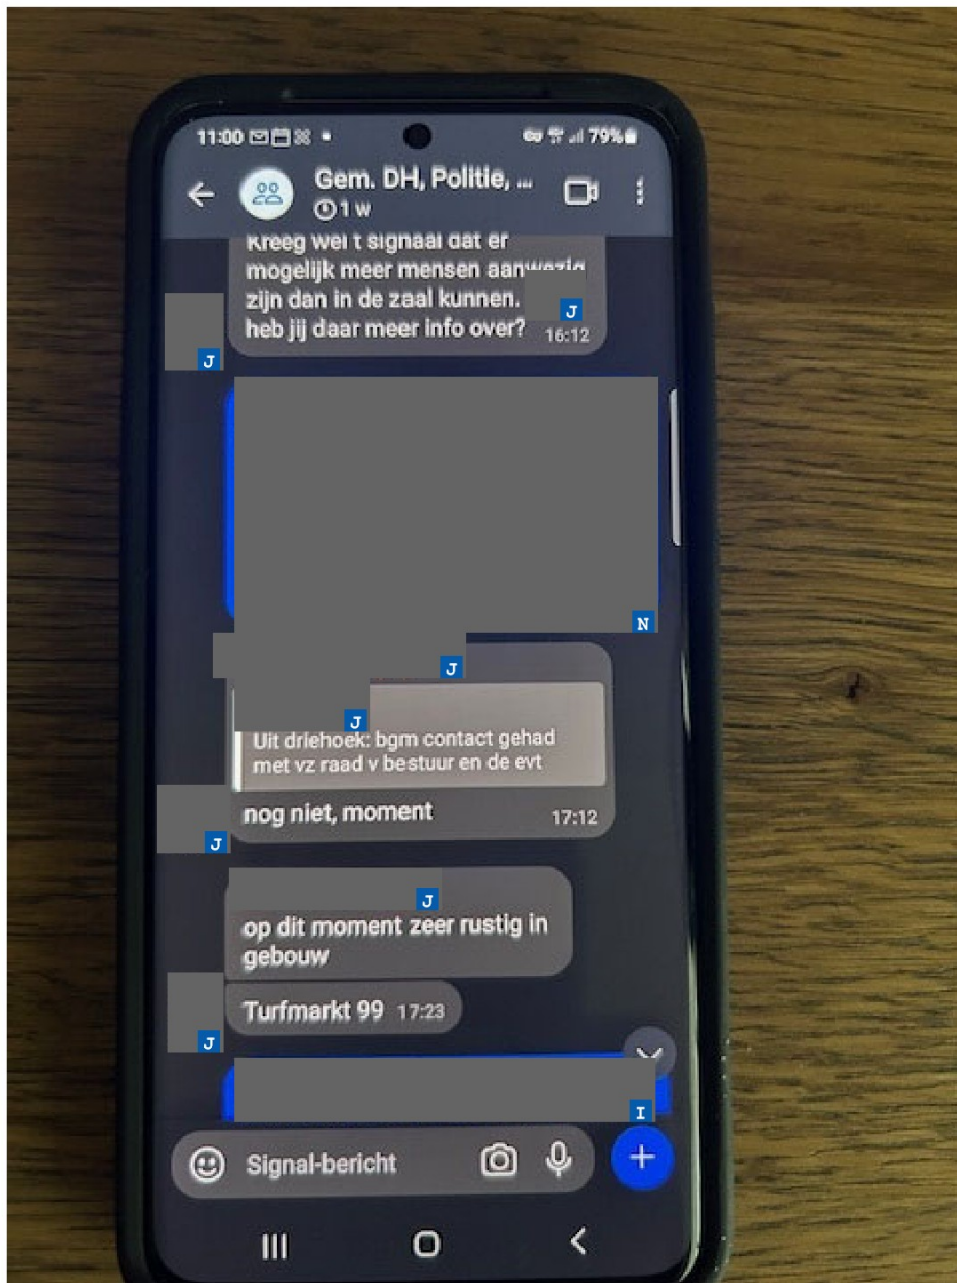 11:00
79%
Gem. DH, Politie, ...
1 w
Kreeg wel t signaal dat er
mogelijk meer mensen aanwezig
zijn dan in de zaal kunnen.
J
heb jij daar meer info over? 16:12
J
N
J
J
Uit driehoek: bgm contact gehad
met vz raad v bestuur en de evt
nog niet, moment 17:12
J
J
op dit moment zeer rustig in
gebouw
Turfmarkt 99 17:23
J
I
Signal-bericht